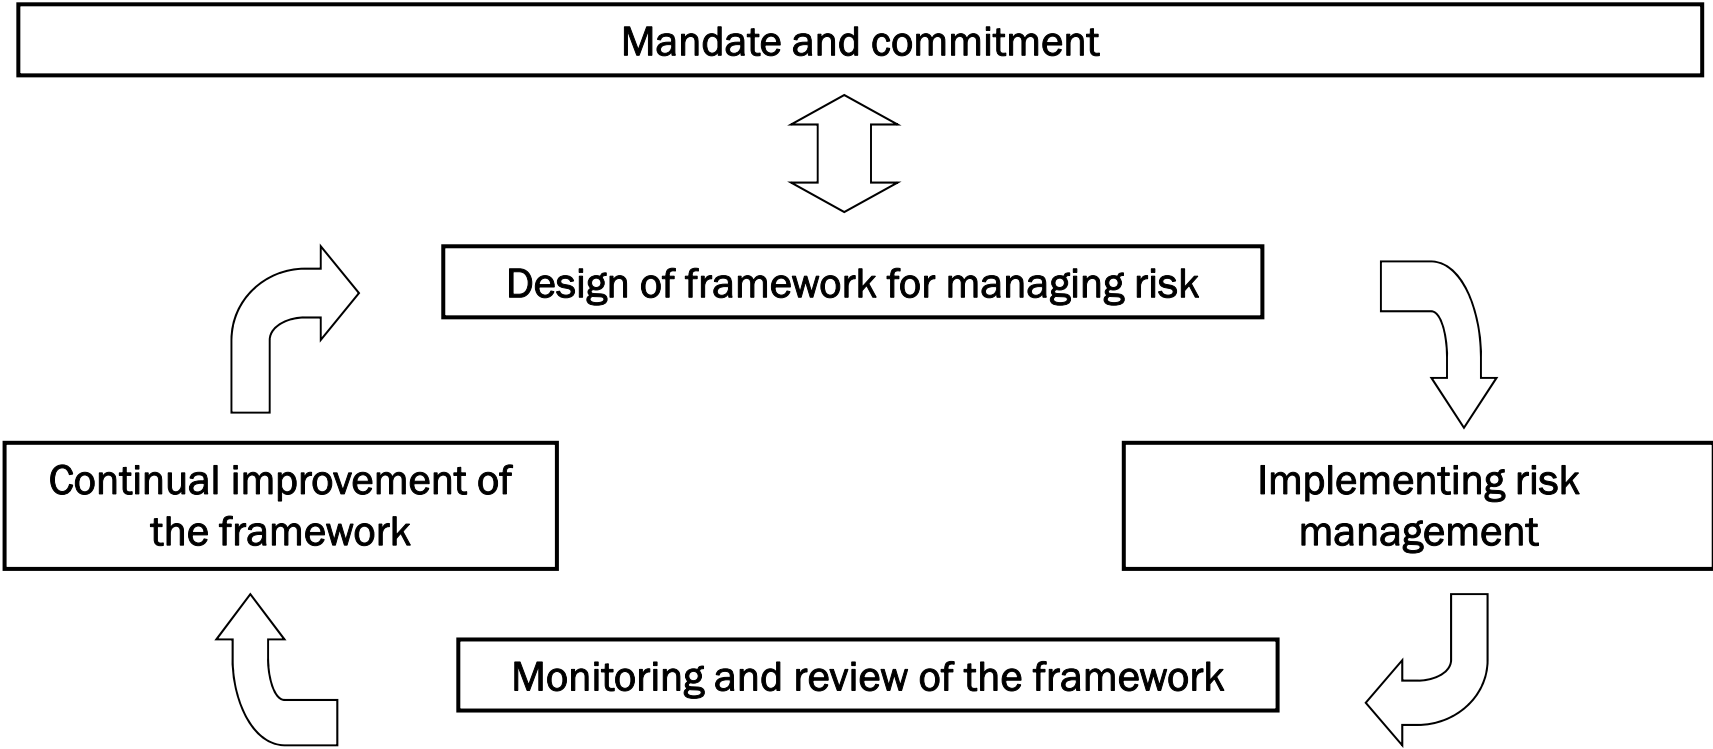 Mandate and commitment
Design of framework for managing risk
Continual improvement of
the framework
Implementing risk
management
Monitoring and review of the framework